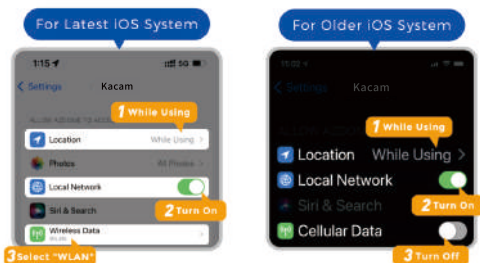 For Latest iOS System
1:15
5G
Settings
Kacam
1 While Using
Location
While Using >
Photos
All Photos >
Local Network
2 Turn On
Siri & Search
Wireless Data
WLAN
3 Select "WLAN"
For Older iOS System
15:02
Settings
Kacam
1 While Using
Location
While Using >
Local Network
2 Turn On
Siri & Search
Cellular Data
3 Turn Off